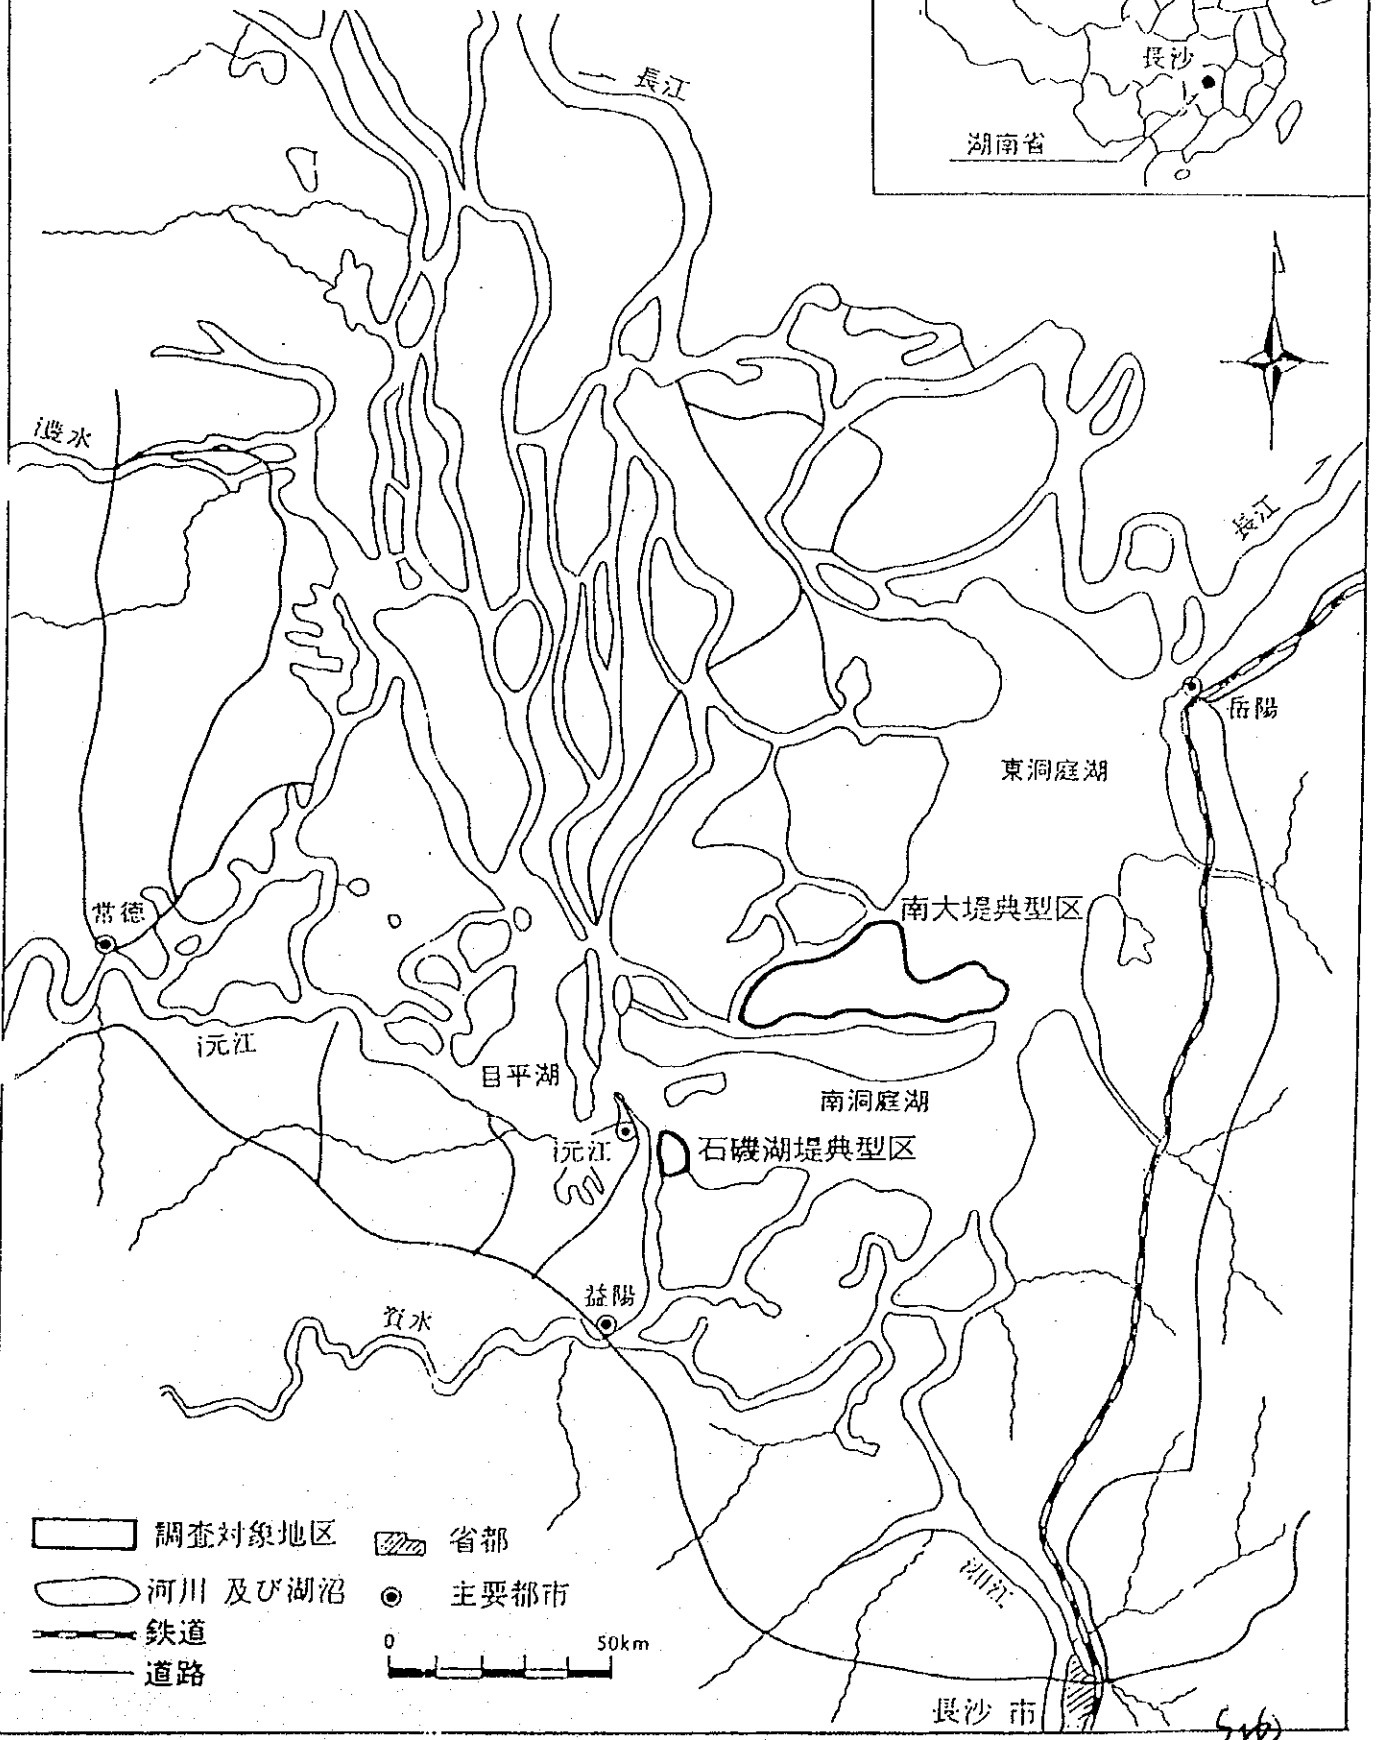 長江
長沙
湖南省
澧水
長江
岳陽
東洞庭湖
常德
南大堤典型区
沅江
目平湖
南洞庭湖
沅江
石磯湖堤典型区
益陽
資水
調査対象地区
省都
河川 及び湖沼
主要都市
鉄道
道路
0 50km
湘江
長沙 市